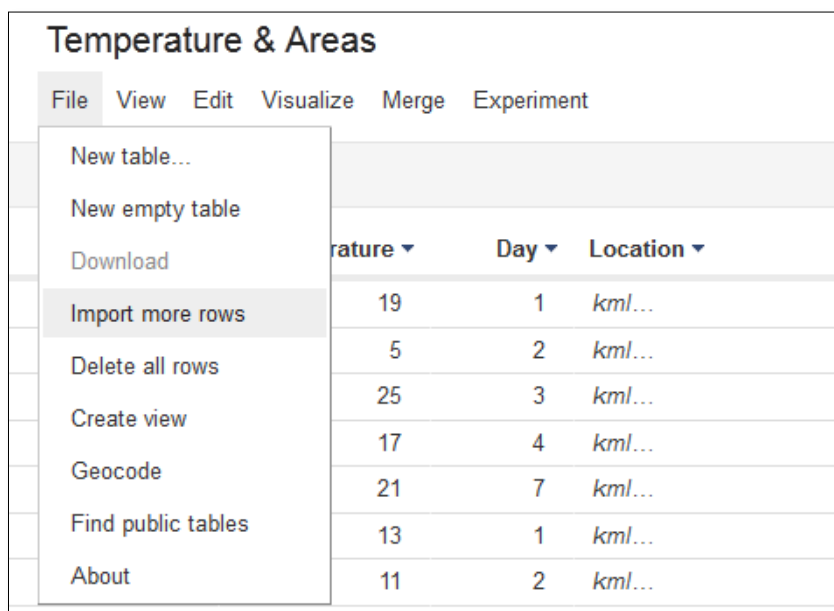 Temperature & Areas
File View Edit Visualize Merge Experiment
New table...
New empty table
Download
rature Day Location
Import more rows
19 1 kml...
Delete all rows
5 2 kml...
25 3 kml...
Create view
17 4 kml...
Geocode
21 7 kml...
Find public tables
13 1 kml...
About
11 2 kml...